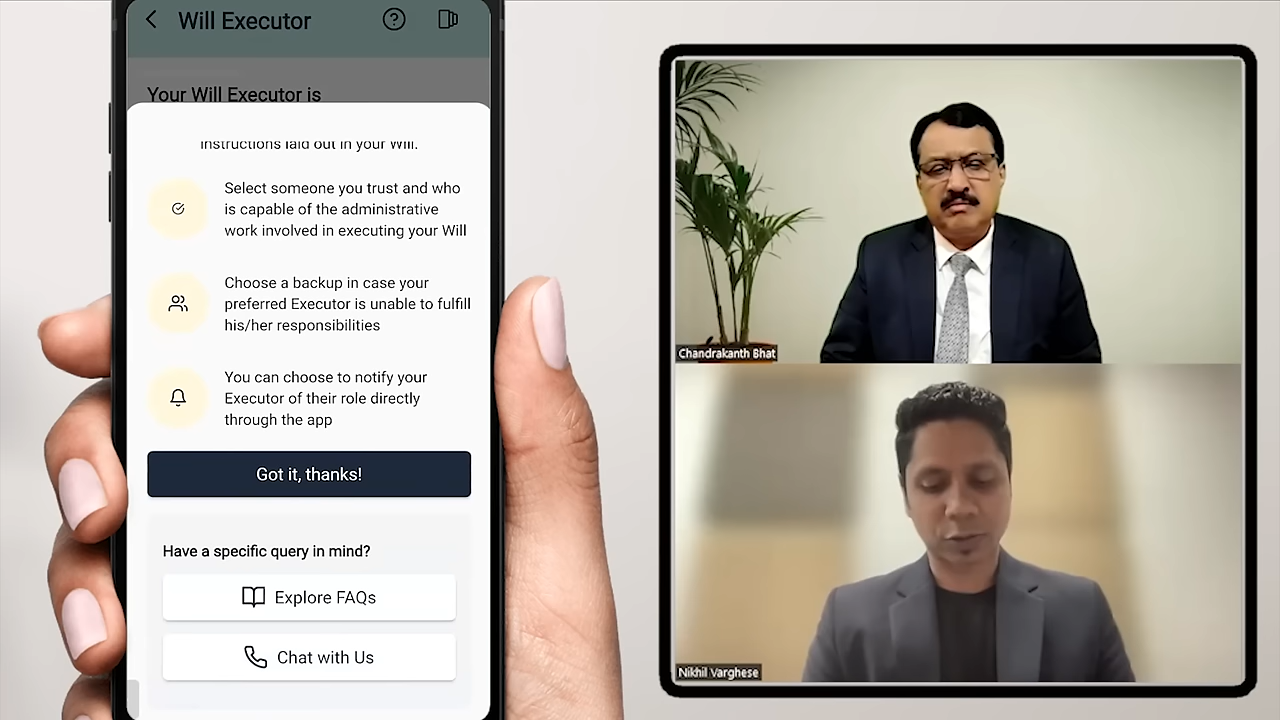 Will Executor
Your Will Executor is
instructions laid out in your Will.
Select someone you trust and who
is capable of the administrative
work involved in executing your Will
Choose a backup in case your
preferred Executor is unable to fulfill
his/her responsibilities
You can choose to notify your
Executor of their role directly
through the app
Got it, thanks!
Have a specific query in mind?
Explore FAQs
Chat with Us
Chandrakanth Bhat
Nikhil Varghese